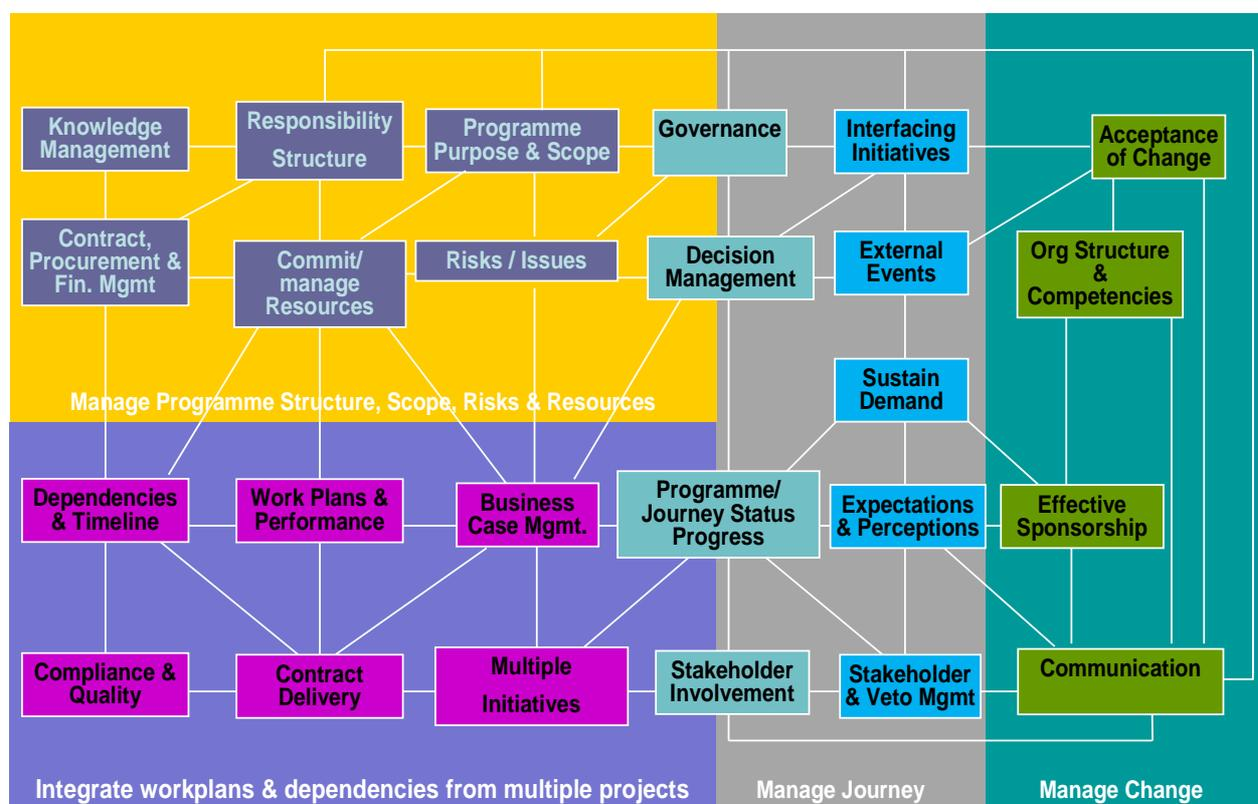 Knowledge
Management
Responsibility
Structure
Programme
Purpose & Scope
Governance
Interfacing
Initiatives
Acceptance
of Change
Contract,
Procurement &
Fin. Mgmt
Commit/
manage
Resources
Risks / Issues
Decision
Management
External
Events
Org Structure
&
Competencies
Sustain
Demand
Manage Programme Structure, Scope, Risks & Resources
Dependencies
& Timeline
Work Plans &
Performance
Business
Case Mgmt.
Programme/
Journey Status
Progress
Expectations
& Perceptions
Effective
Sponsorship
Compliance &
Quality
Contract
Delivery
Multiple
Initiatives
Stakeholder
Involvement
Stakeholder
& Veto Mgmt
Communication
Integrate workplans & dependencies from multiple projects
Manage Journey
Manage Change